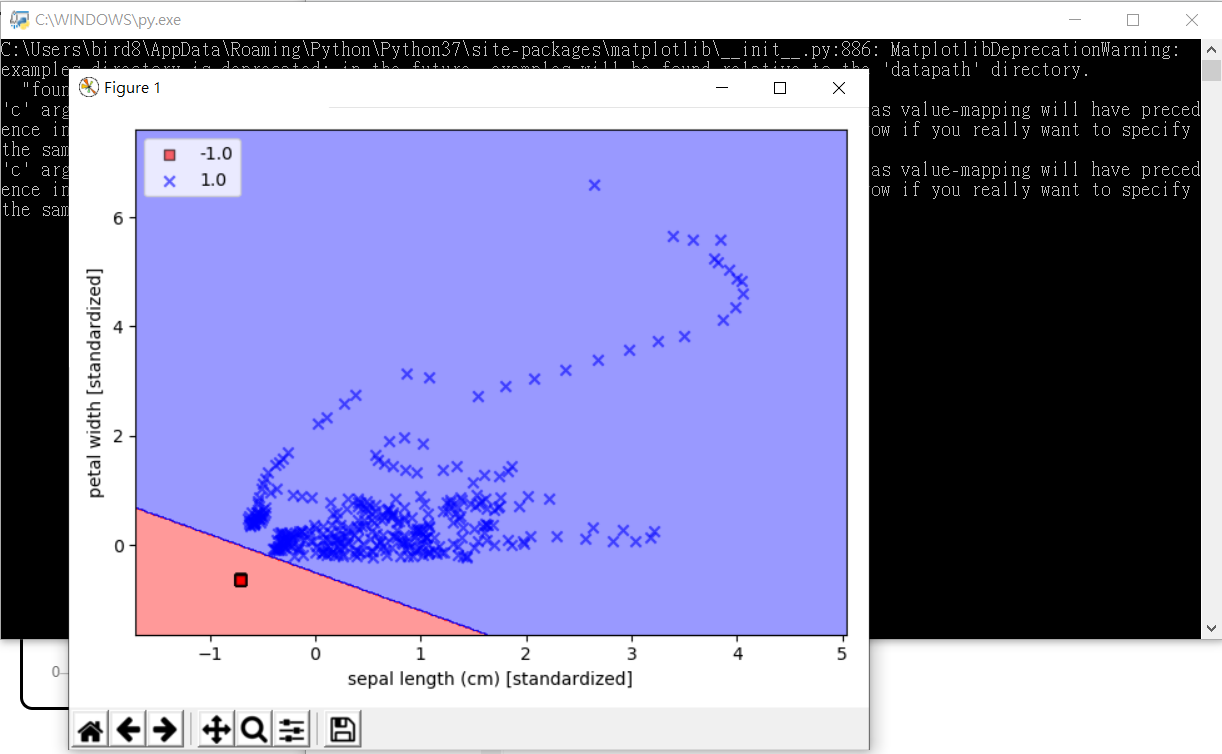 C:\WINDOWS\py.exe
C:\Users\bird8\AppData\Roaming\Python\Python37\site-packages\matplotlib\__init__.py:886: MatplotlibDeprecationWarning:
examples directory is deprecated; in the future, examples will be found relative to the 'datapath' directory.
"foun
'c' arg as value-mapping will have preced
ence in ow if you really want to specify
the sam
'c' arg as value-mapping will have preced
ence in ow if you really want to specify
the sam
Figure 1
-1.0
1.0
6
4
2
0
petal width [standardized]
−1 0 1 2 3 4 5
sepal length (cm) [standardized]
0